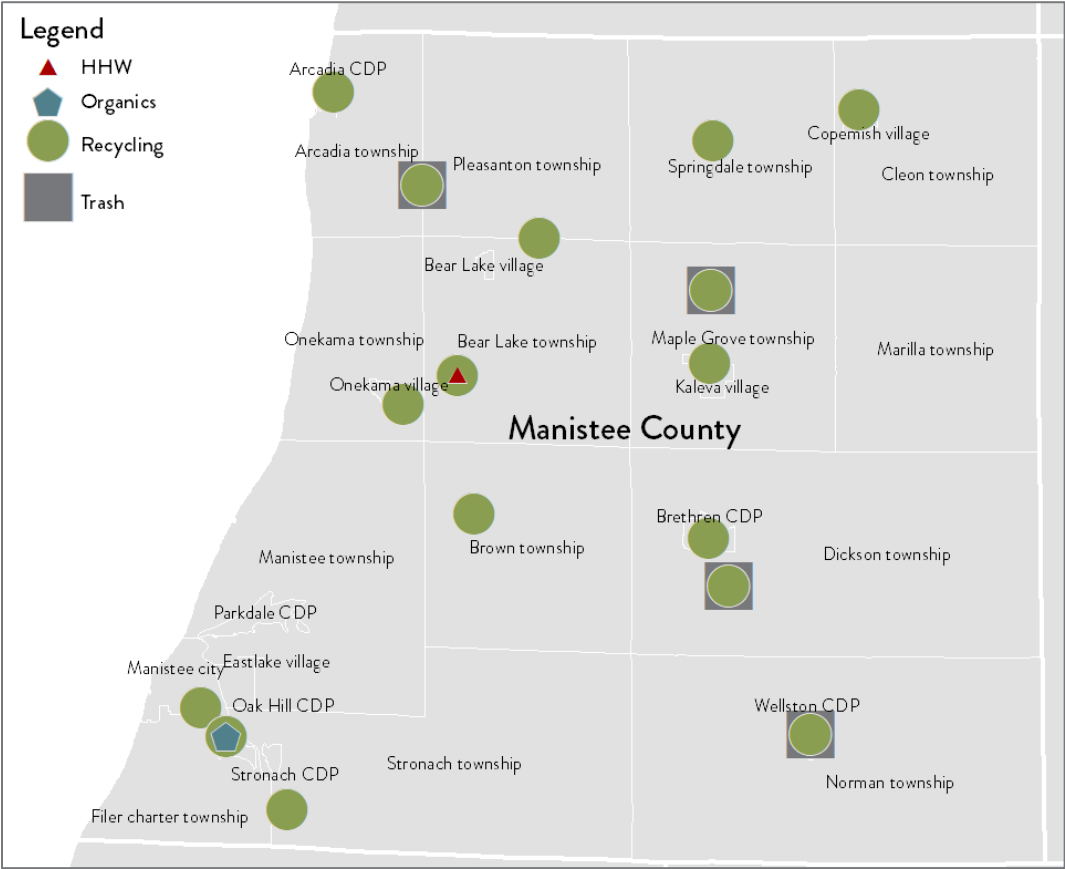 Legend
HHW
Organics
Recycling
Trash
Arcadia CDP
Copemish village
Arcadia township
Pleasanton township
Springdale township
Cleon township
Bear Lake village
Onekama township
Bear Lake township
Maple Grove township
Marilla township
Onekama village
Kaleva village
Manistee County
Brethren CDP
Brown township
Manistee township
Dickson township
Parkdale CDP
Eastlake village
Manistee city
Oak Hill CDP
Wellston CDP
Stronach township
Stronach CDP
Norman township
Filer charter township